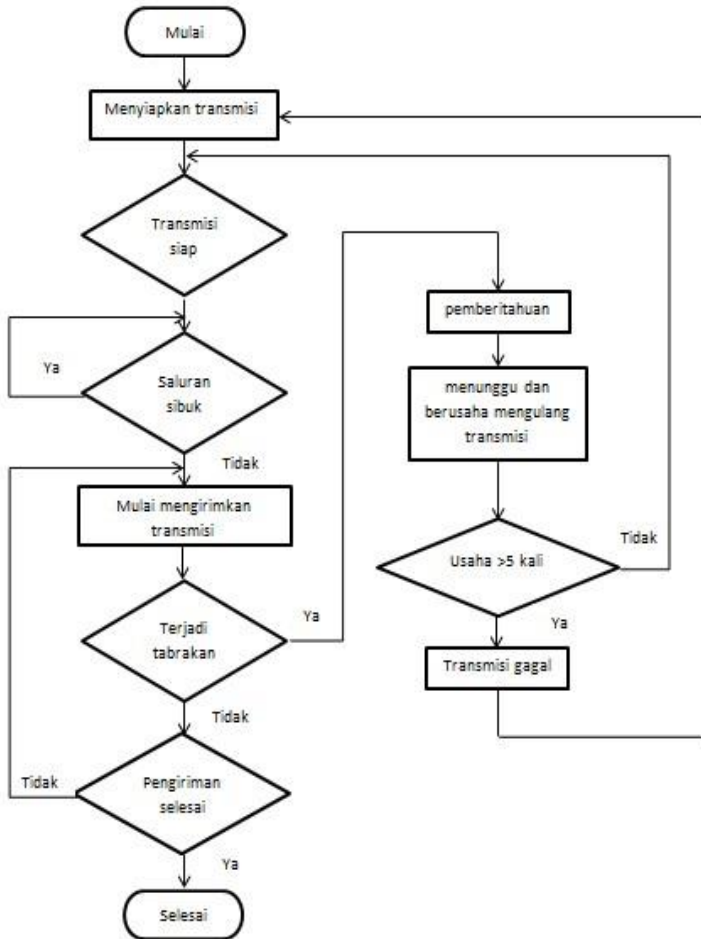 Mulai
Menyiapkan transmisi
Transmisi
siap
Ya
Saluran
sibuk
Tidak
Mulai mengirimkan
transmisi
Terjadi
tabrakan
Ya
Tidak
Pengiriman
selesai
Tidak
Ya
Selesai
pemberitahuan
menunggu dan
berusaha mengulang
transmisi
Usaha >5 kali
Tidak
Ya
Transmisi gagal